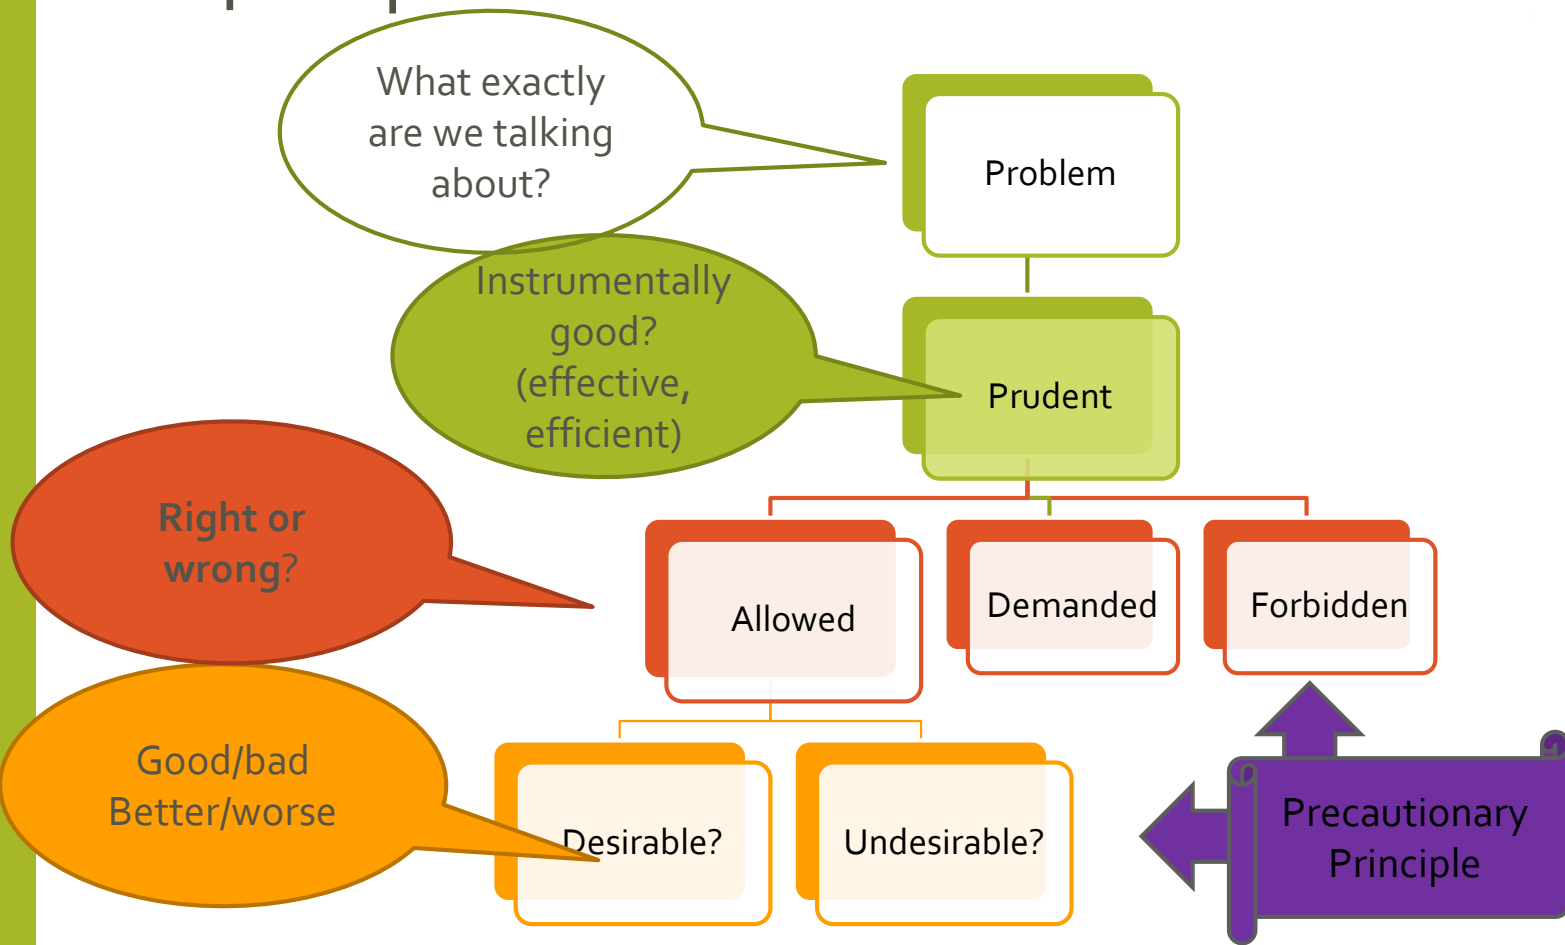 What exactly
are we talking
about?
Problem
Instrumentally
good?
(effective,
efficient)
Prudent
Right or
wrong?
Allowed
Demanded
Forbidden
Good/bad
Better/worse
Desirable?
Undesirable?
Precautionary
Principle